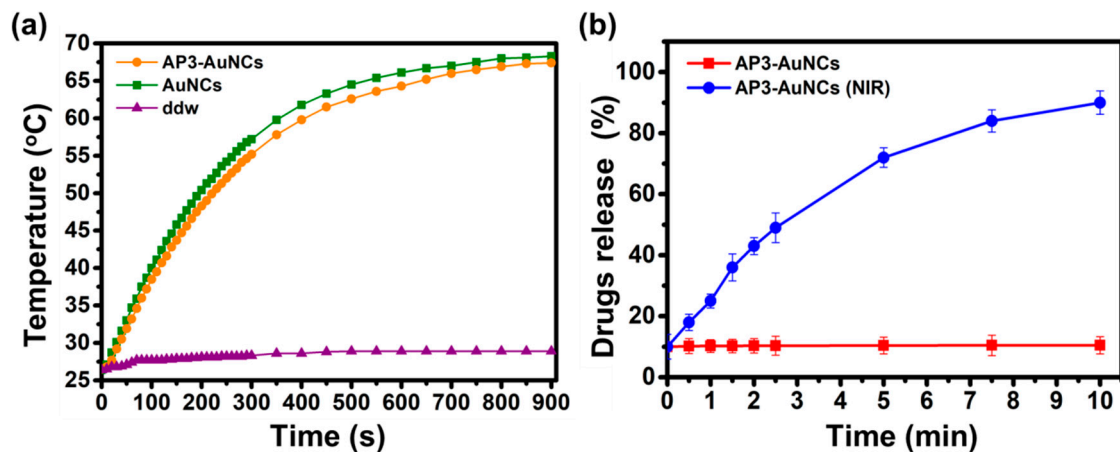 (a)
AP3-AuNCs
AuNCs
ddw
Temperature (oC)
70
65
60
55
50
45
40
35
30
25
0 100 200 300 400 500 600 700 800 900
Time (s)
(b)
AP3-AuNCs
AP3-AuNCs (NIR)
Drugs release (%)
100
80
60
40
20
0
0 1 2 3 4 5 6 7 8 9 10
Time (min)